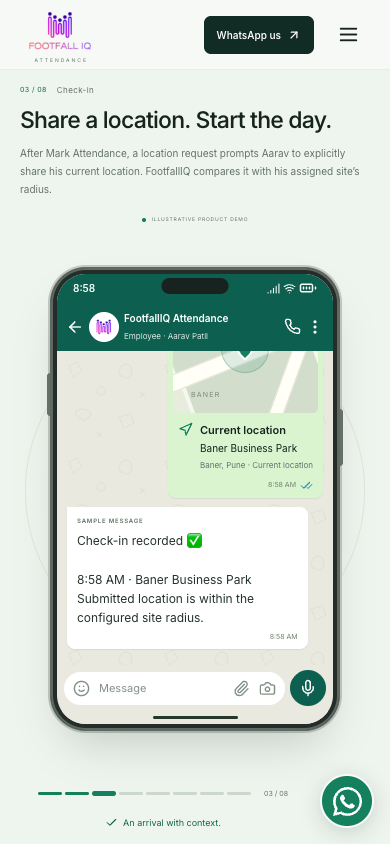 FOOTFALL IQ
ATTENDANCE
WhatsApp us
03 / 08 Check-in
Share a location. Start the day.
After Mark Attendance, a location request prompts Aarav to explicitly
share his current location. FootfallIQ compares it with his assigned site's
radius.
ILLUSTRATIVE PRODUCT DEMO
8:58
FootfallIQ Attendance
Employee · Aarav Patil
BANER
Current location
Baner Business Park
Baner, Pune · Current location
8:58 AM
SAMPLE MESSAGE
Check-in recorded ✅
8:58 AM · Baner Business Park
Submitted location is within the
configured site radius.
8:58 AM
Message
03 / 08
An arrival with context.